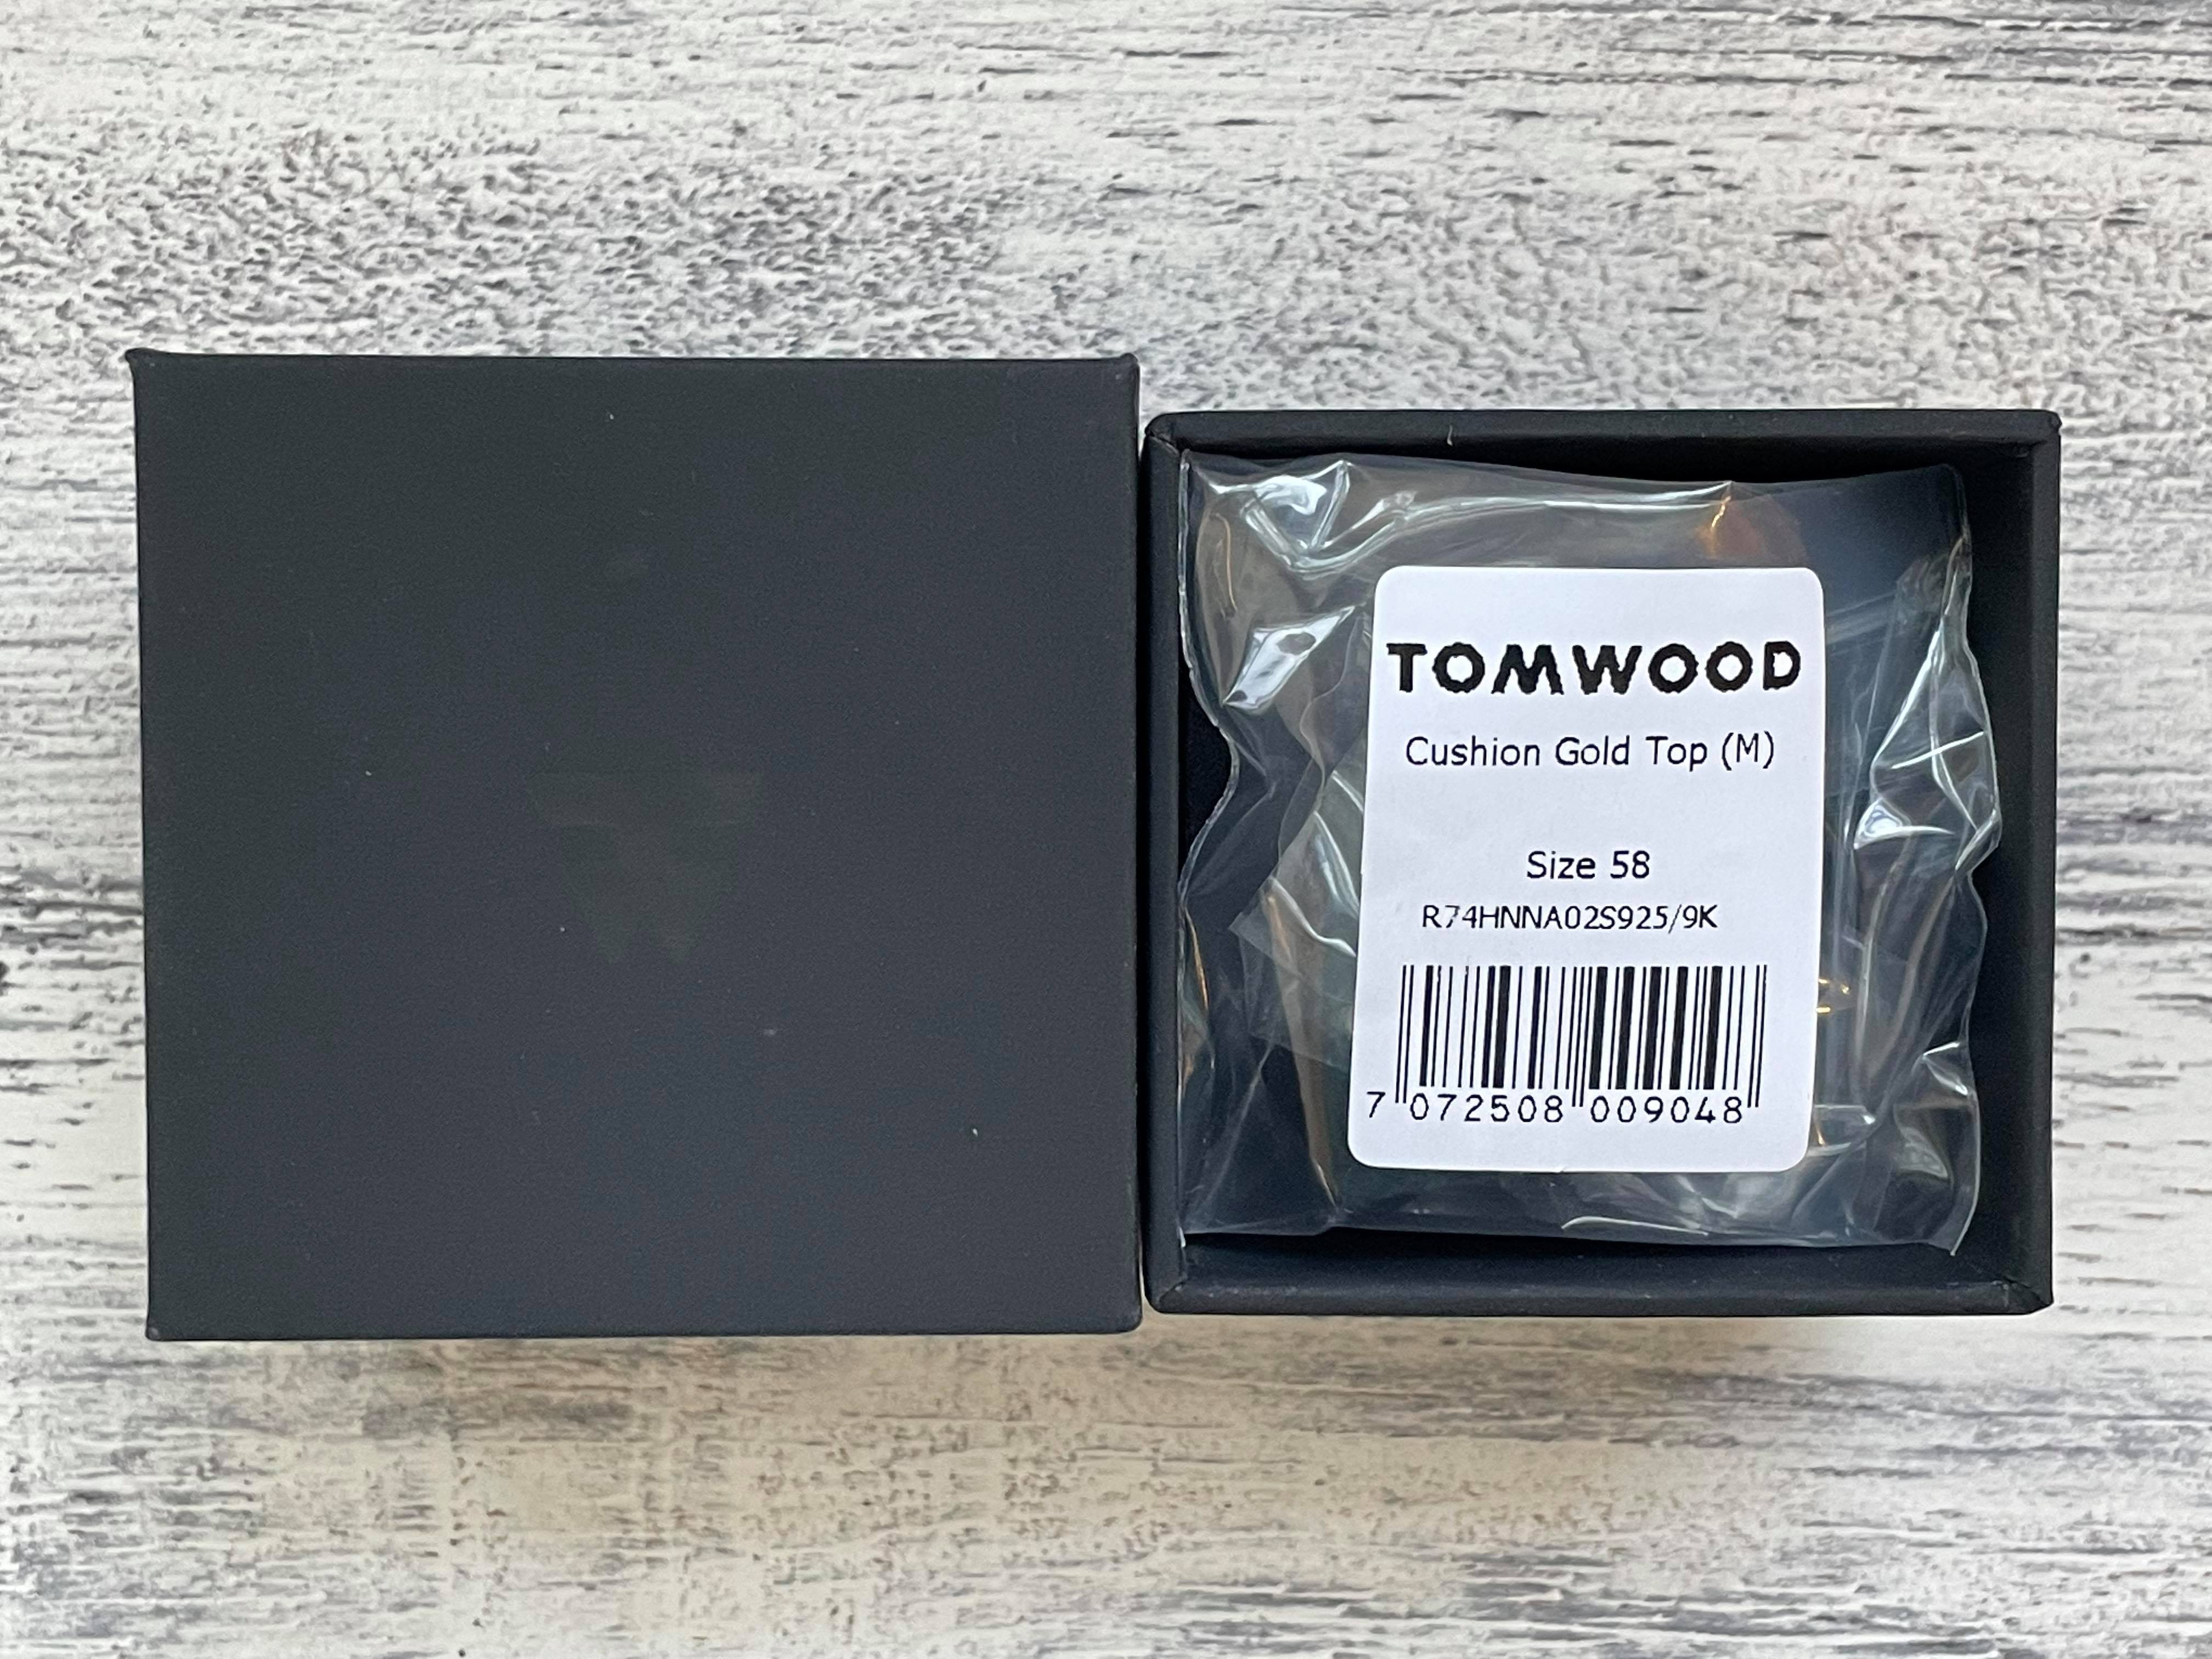 TOMWOOD
Cushion Gold Top (M)
Size 58
R74HNNA02S925/9K
7 072508 009048